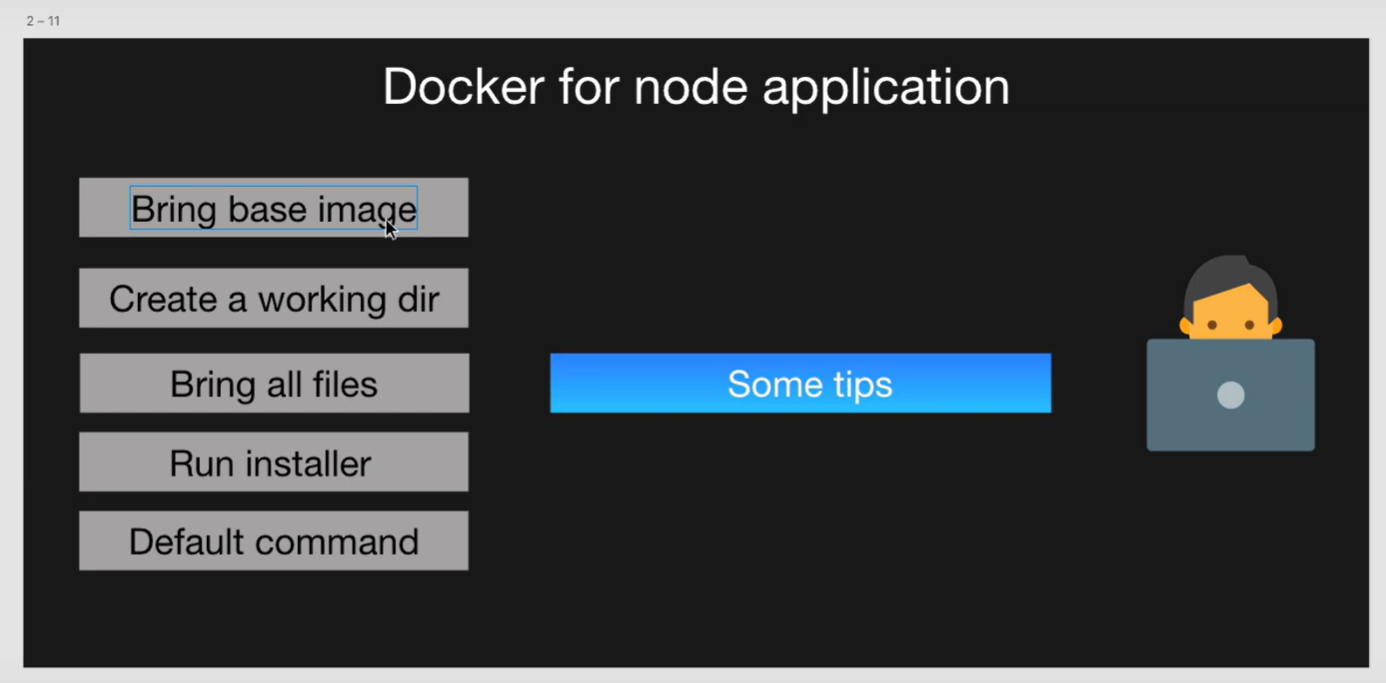 2 – 11
Docker for node application
Bring base image
Create a working dir
Bring all files
Some tips
Run installer
Default command